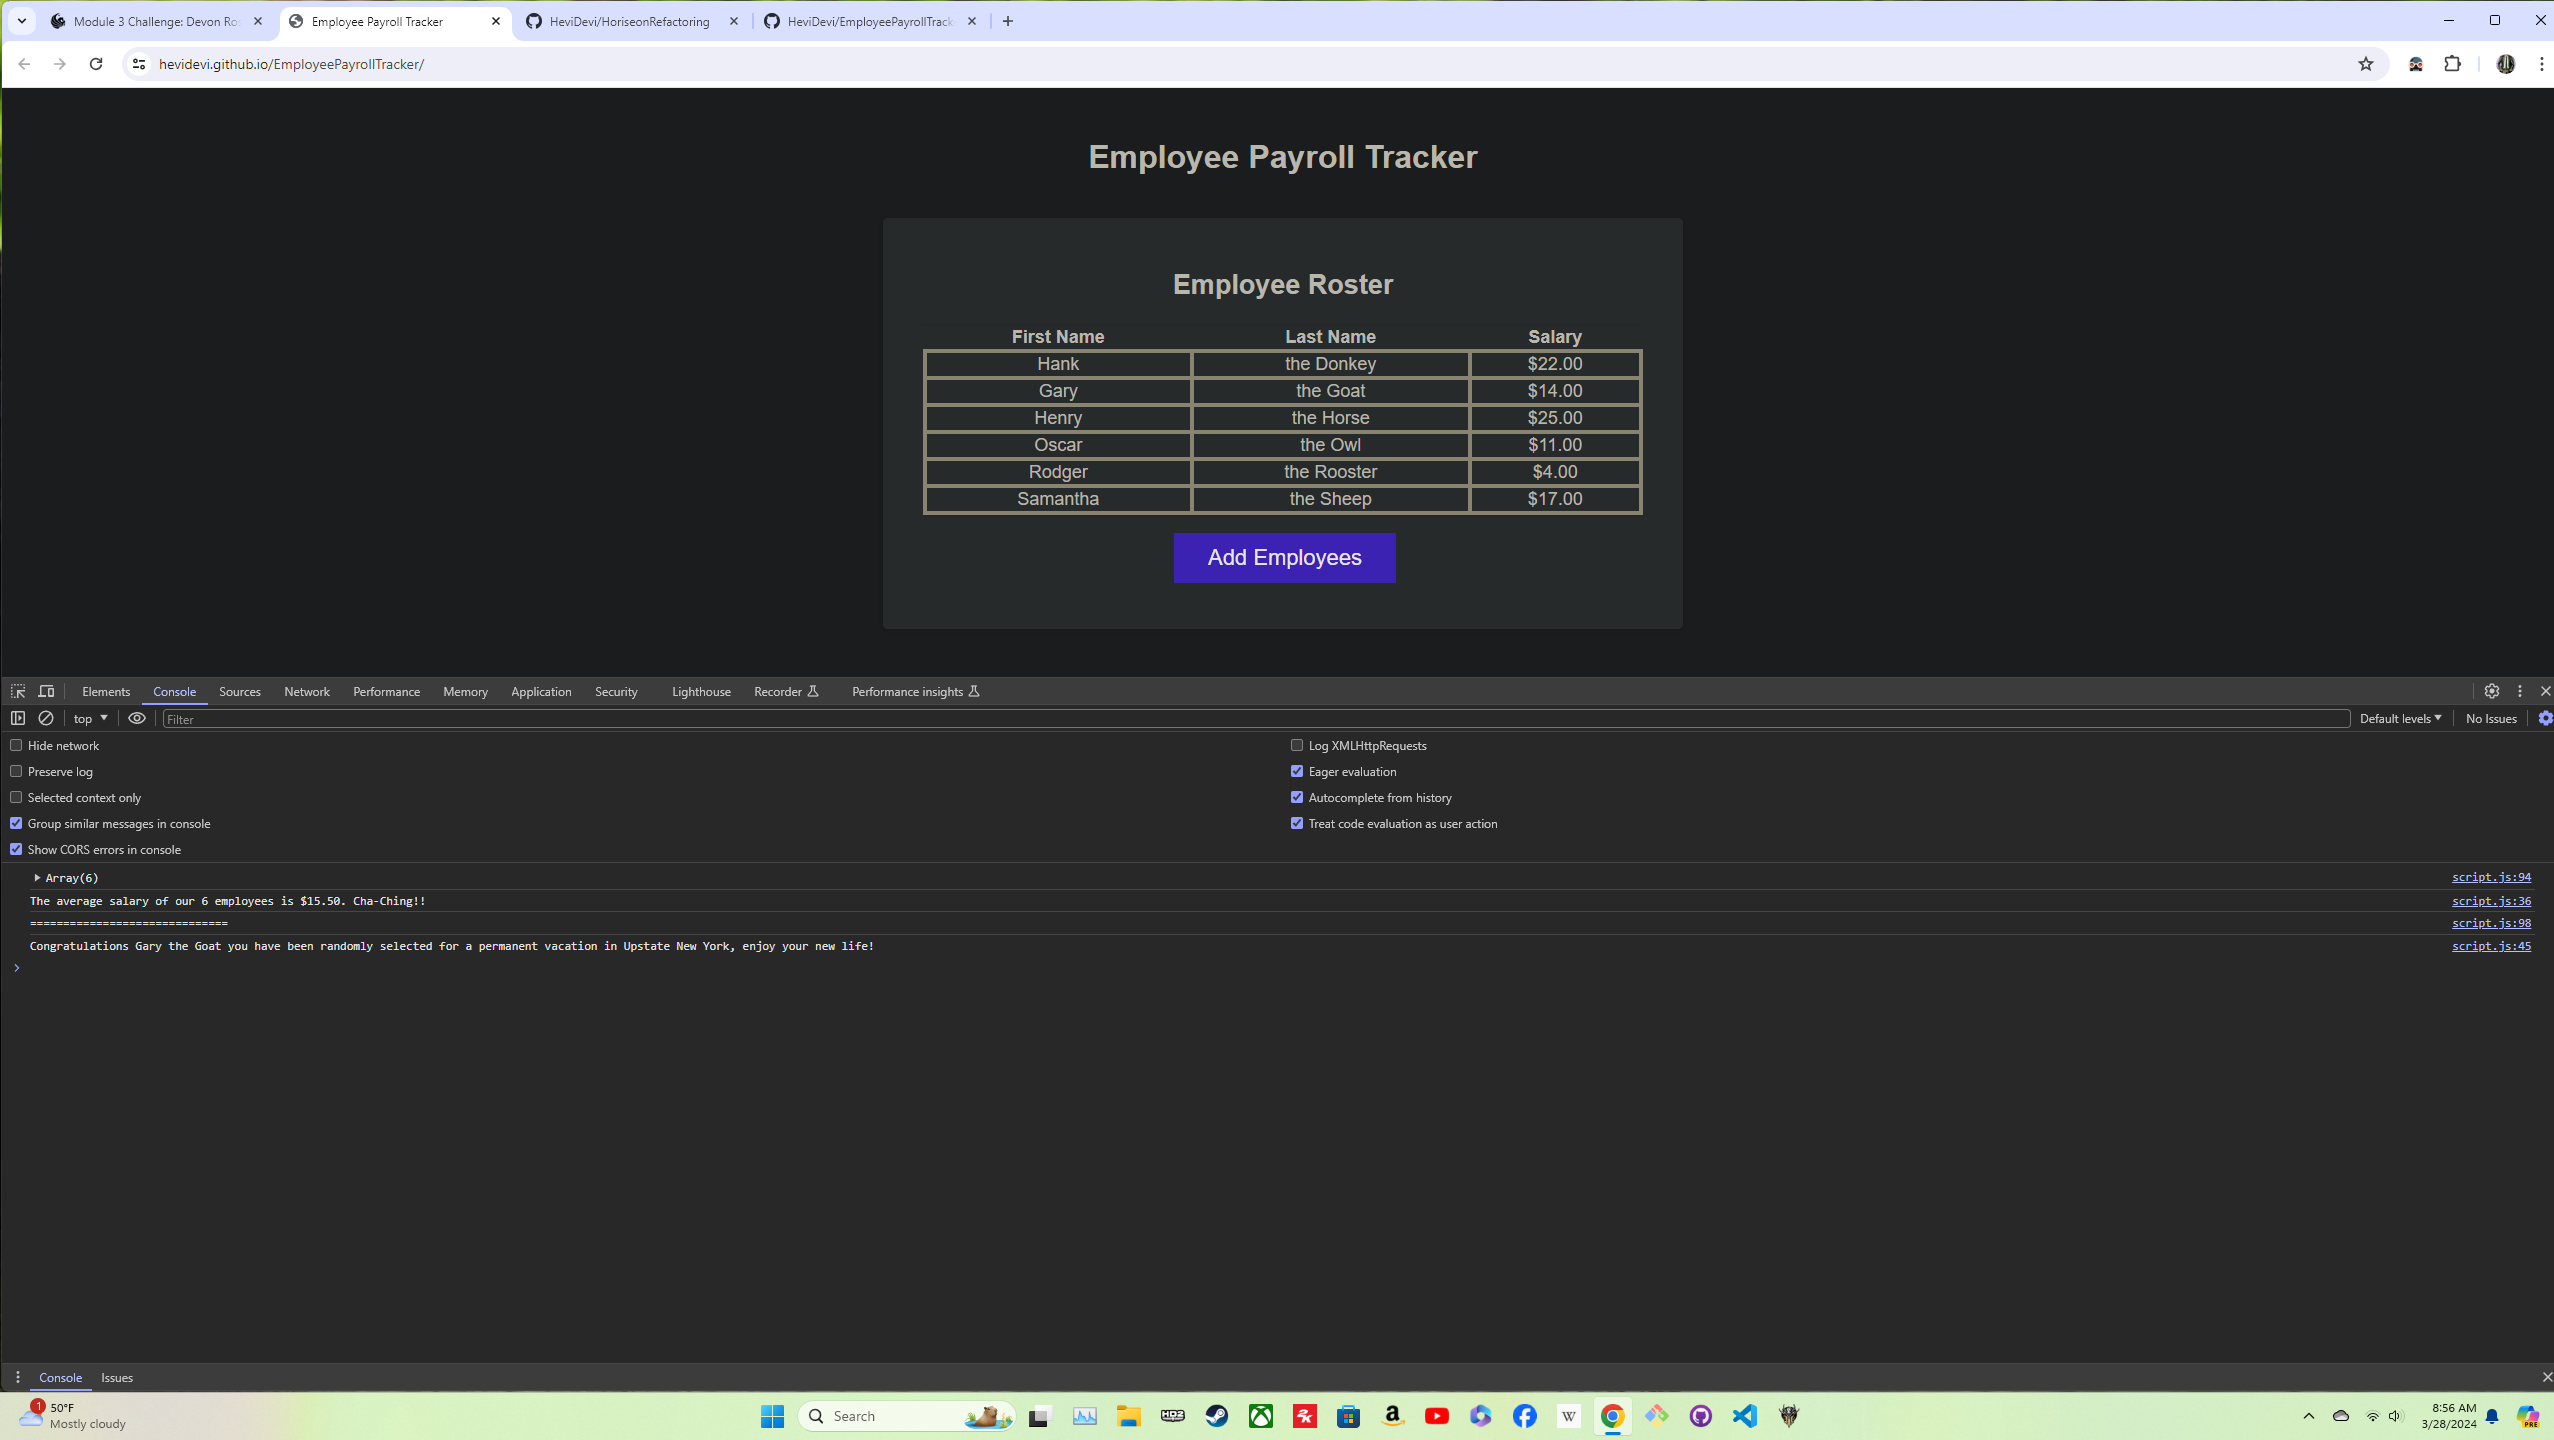 Module 3 Challenge: Devon Ros
Employee Payroll Tracker
HeviDevi/HoriseonRefactoring
HeviDevi/EmployeePayrollTrack
hevidevi.github.io/EmployeePayrollTracker/
Employee Payroll Tracker
Employee Roster
First Name Last Name Salary
Hank the Donkey $22.00
Gary the Goat $14.00
Henry the Horse $25.00
Oscar the Owl $11.00
Rodger the Rooster $4.00
Samantha the Sheep $17.00
Add Employees
Elements Console Sources Network Performance Memory Application Security Lighthouse Recorder Performance insights
top Filter Default levels No Issues
Hide network Log XMLHttpRequests
Preserve log Eager evaluation
Selected context only Autocomplete from history
Group similar messages in console Treat code evaluation as user action
Show CORS errors in console
Array(6) script.js:94
The average salary of our 6 employees is $15.50. Cha-Ching!! script.js:36
============================== script.js:98
Congratulations Gary the Goat you have been randomly selected for a permanent vacation in Upstate New York, enjoy your new life! script.js:45
Console Issues
1 50°F
Mostly cloudy
Search
HD2
2K
a
W
8:56 AM
3/28/2024
PRE